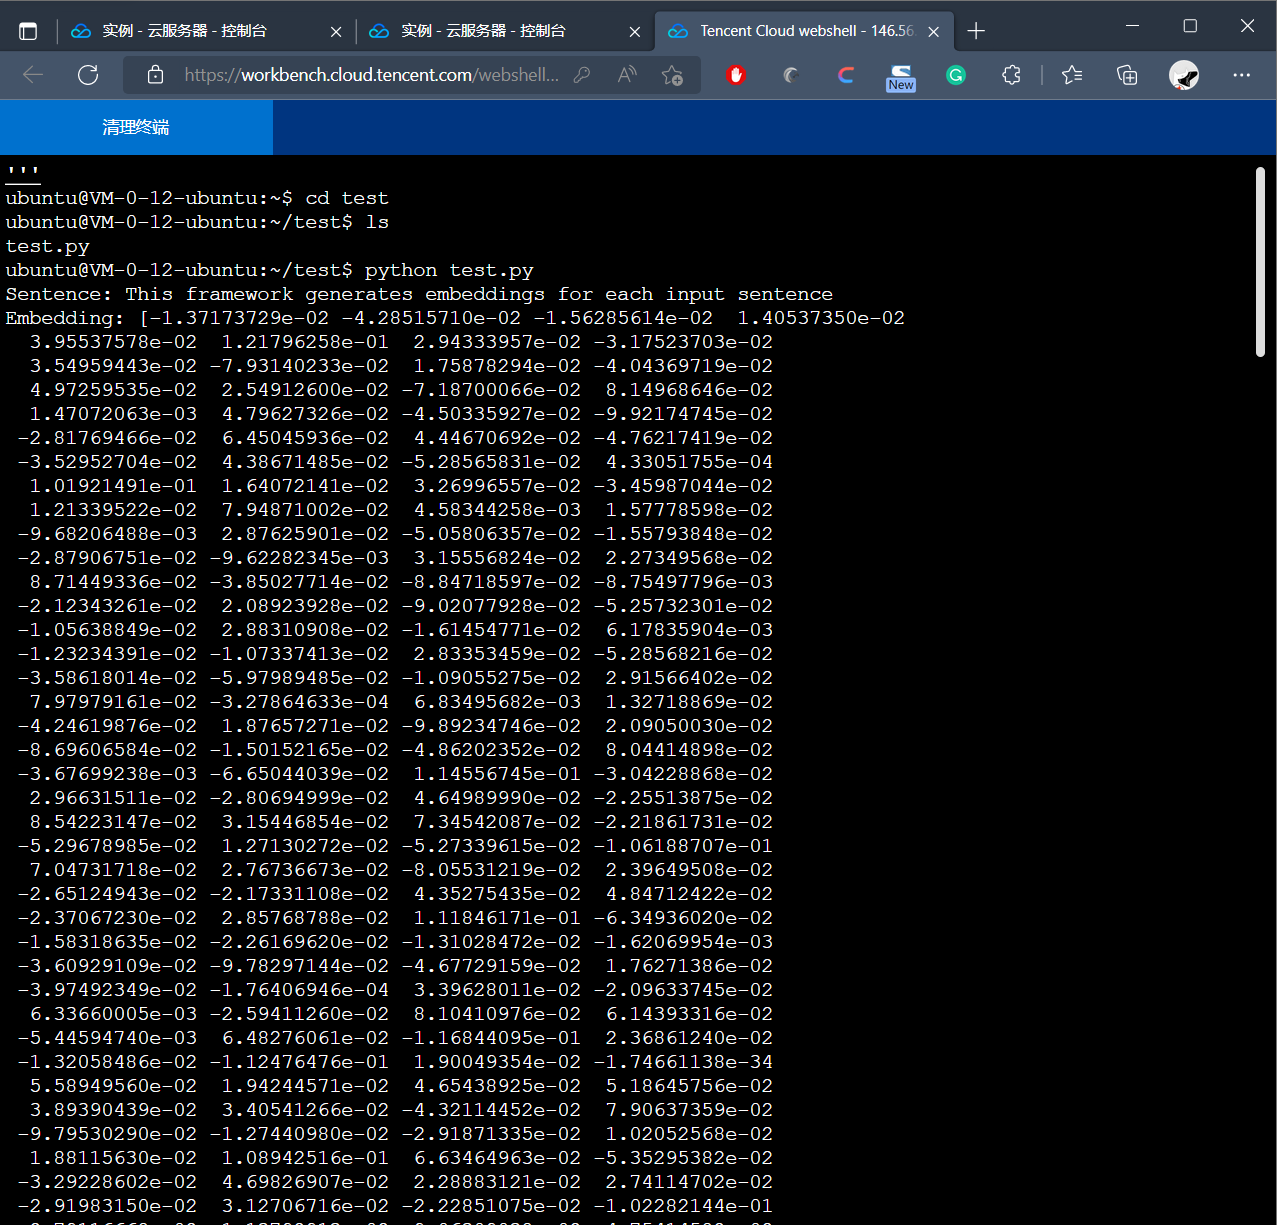 实例 - 云服务器 - 控制台
实例 - 云服务器 - 控制台
Tencent Cloud webshell - 146.56.
https://workbench.cloud.tencent.com/webshell...
New
清理终端
'''
ubuntu@VM-0-12-ubuntu:~$ cd test
ubuntu@VM-0-12-ubuntu:~/test$ ls
test.py
ubuntu@VM-0-12-ubuntu:~/test$ python test.py
Sentence: This framework generates embeddings for each input sentence
Embedding: [-1.37173729e-02 -4.28515710e-02 -1.56285614e-02  1.40537350e-02
3.95537578e-02  1.21796258e-01  2.94333957e-02 -3.17523703e-02
3.54959443e-02 -7.93140233e-02  1.75878294e-02 -4.04369719e-02
4.97259535e-02  2.54912600e-02 -7.18700066e-02  8.14968646e-02
1.47072063e-03  4.79627326e-02 -4.50335927e-02 -9.92174745e-02
-2.81769466e-02  6.45045936e-02  4.44670692e-02 -4.76217419e-02
-3.52952704e-02  4.38671485e-02 -5.28565831e-02  4.33051755e-04
1.01921491e-01  1.64072141e-02  3.26996557e-02 -3.45987044e-02
1.21339522e-02  7.94871002e-02  4.58344258e-03  1.57778598e-02
-9.68206488e-03  2.87625901e-02 -5.05806357e-02 -1.55793848e-02
-2.87906751e-02 -9.62282345e-03  3.15556824e-02  2.27349568e-02
8.71449336e-02 -3.85027714e-02 -8.84718597e-02 -8.75497796e-03
-2.12343261e-02  2.08923928e-02 -9.02077928e-02 -5.25732301e-02
-1.05638849e-02  2.88310908e-02 -1.61454771e-02  6.17835904e-03
-1.23234391e-02 -1.07337413e-02  2.83353459e-02 -5.28568216e-02
-3.58618014e-02 -5.97989485e-02 -1.09055275e-02  2.91566402e-02
7.97979161e-02 -3.27864633e-04  6.83495682e-03  1.32718869e-02
-4.24619876e-02  1.87657271e-02 -9.89234746e-02  2.09050030e-02
-8.69606584e-02 -1.50152165e-02 -4.86202352e-02  8.04414898e-02
-3.67699238e-03 -6.65044039e-02  1.14556745e-01 -3.04228868e-02
2.96631511e-02 -2.80694999e-02  4.64989990e-02 -2.25513875e-02
8.54223147e-02  3.15446854e-02  7.34542087e-02 -2.21861731e-02
-5.29678985e-02  1.27130272e-02 -5.27339615e-02 -1.06188707e-01
7.04731718e-02  2.76736673e-02 -8.05531219e-02  2.39649508e-02
-2.65124943e-02 -2.17331108e-02  4.35275435e-02  4.84712422e-02
-2.37067230e-02  2.85768788e-02  1.11846171e-01 -6.34936020e-02
-1.58318635e-02 -2.26169620e-02 -1.31028472e-02 -1.62069954e-03
-3.60929109e-02 -9.78297144e-02 -4.67729159e-02  1.76271386e-02
-3.97492349e-02 -1.76406946e-04  3.39628011e-02 -2.09633745e-02
6.33660005e-03 -2.59411260e-02  8.10410976e-02  6.14393316e-02
-5.44594740e-03  6.48276061e-02 -1.16844095e-01  2.36861240e-02
-1.32058486e-02 -1.12476476e-01  1.90049354e-02 -1.74661138e-34
5.58949560e-02  1.94244571e-02  4.65438925e-02  5.18645756e-02
3.89390439e-02  3.40541266e-02 -4.32114452e-02  7.90637359e-02
-9.79530290e-02 -1.27440980e-02 -2.91871335e-02  1.02052568e-02
1.88115630e-02  1.08942516e-01  6.63464963e-02 -5.35295382e-02
-3.29228602e-02  4.69826907e-02  2.28883121e-02  2.74114702e-02
-2.91983150e-02  3.12706716e-02 -2.22851075e-02 -1.02282144e-01